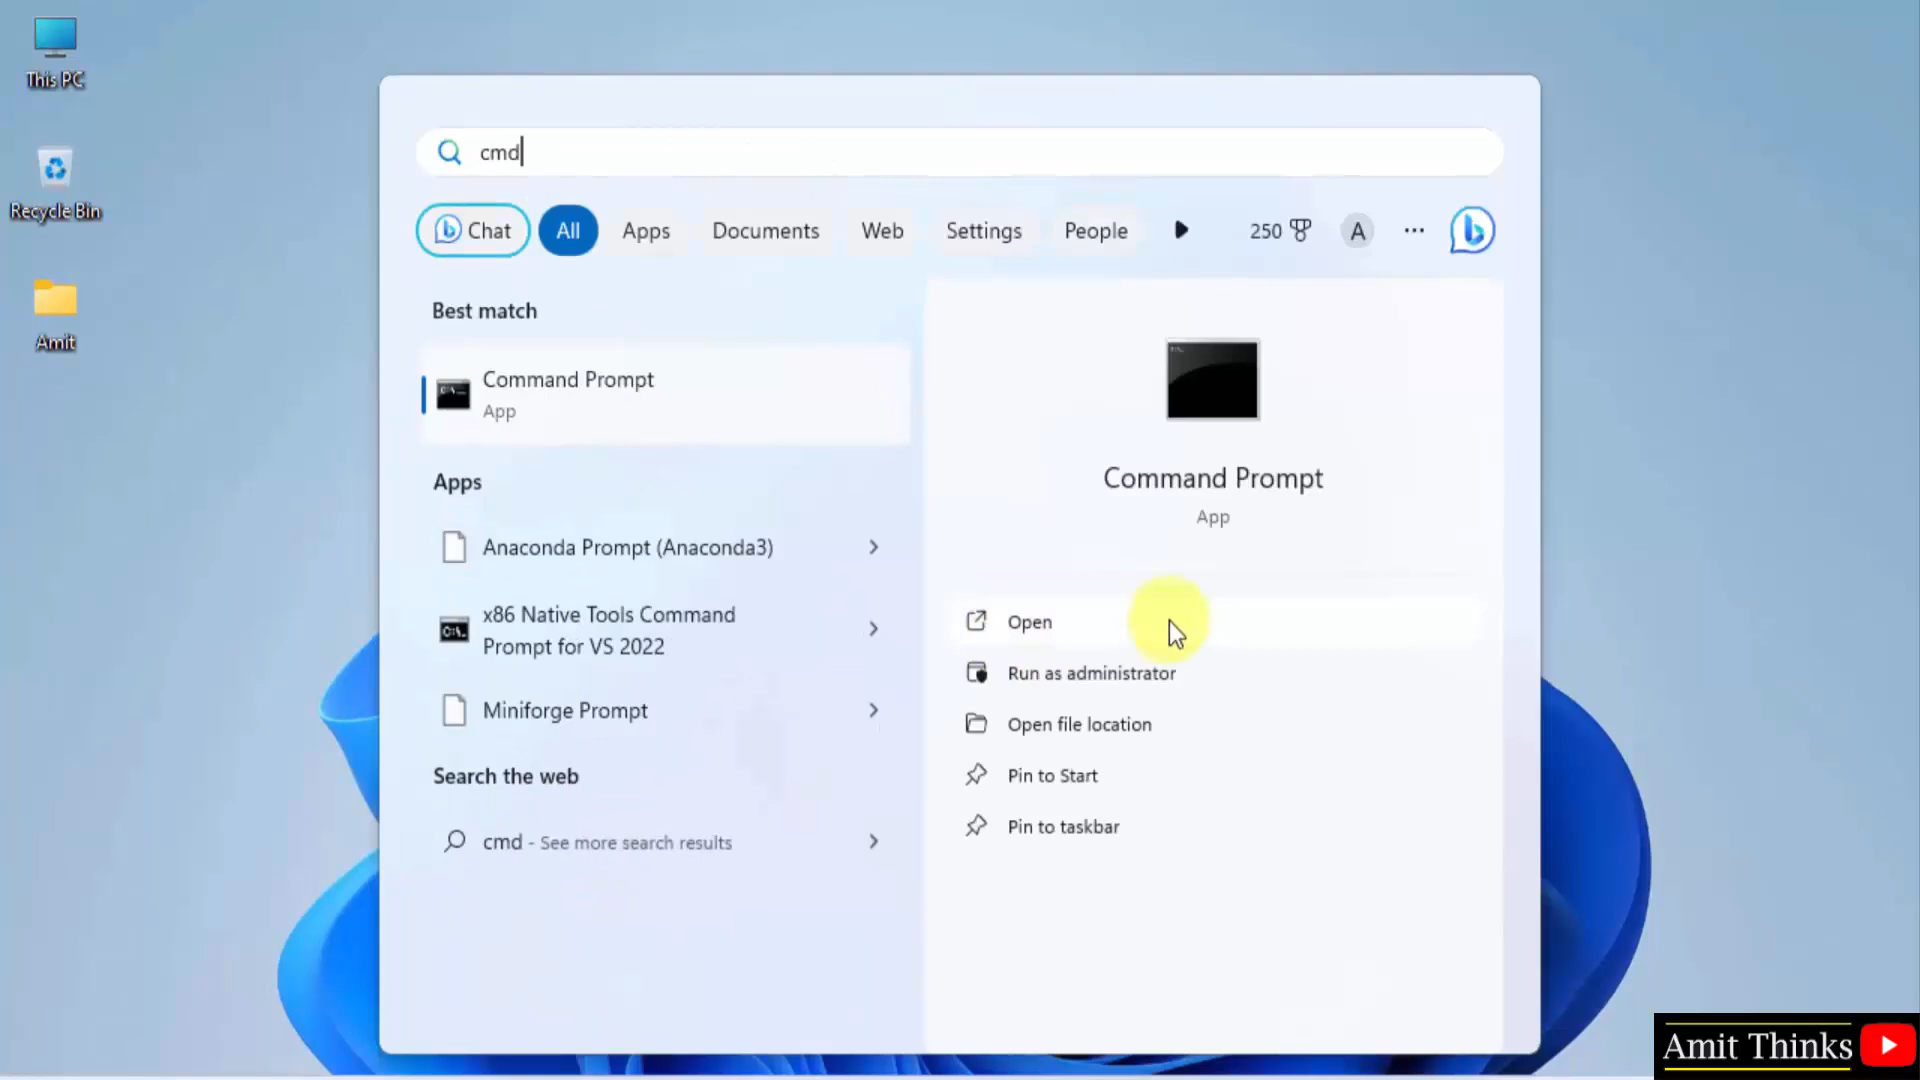 This PC
Recycle Bin
Amit
cmd
Chat
All
Apps
Documents
Web
Settings
People
250
A
Best match
Command Prompt
App
Apps
Anaconda Prompt (Anaconda3)
x86 Native Tools Command
Prompt for VS 2022
Miniforge Prompt
Search the web
cmd - See more search results
Command Prompt
App
Open
Run as administrator
Open file location
Pin to Start
Pin to taskbar
Amit Thinks